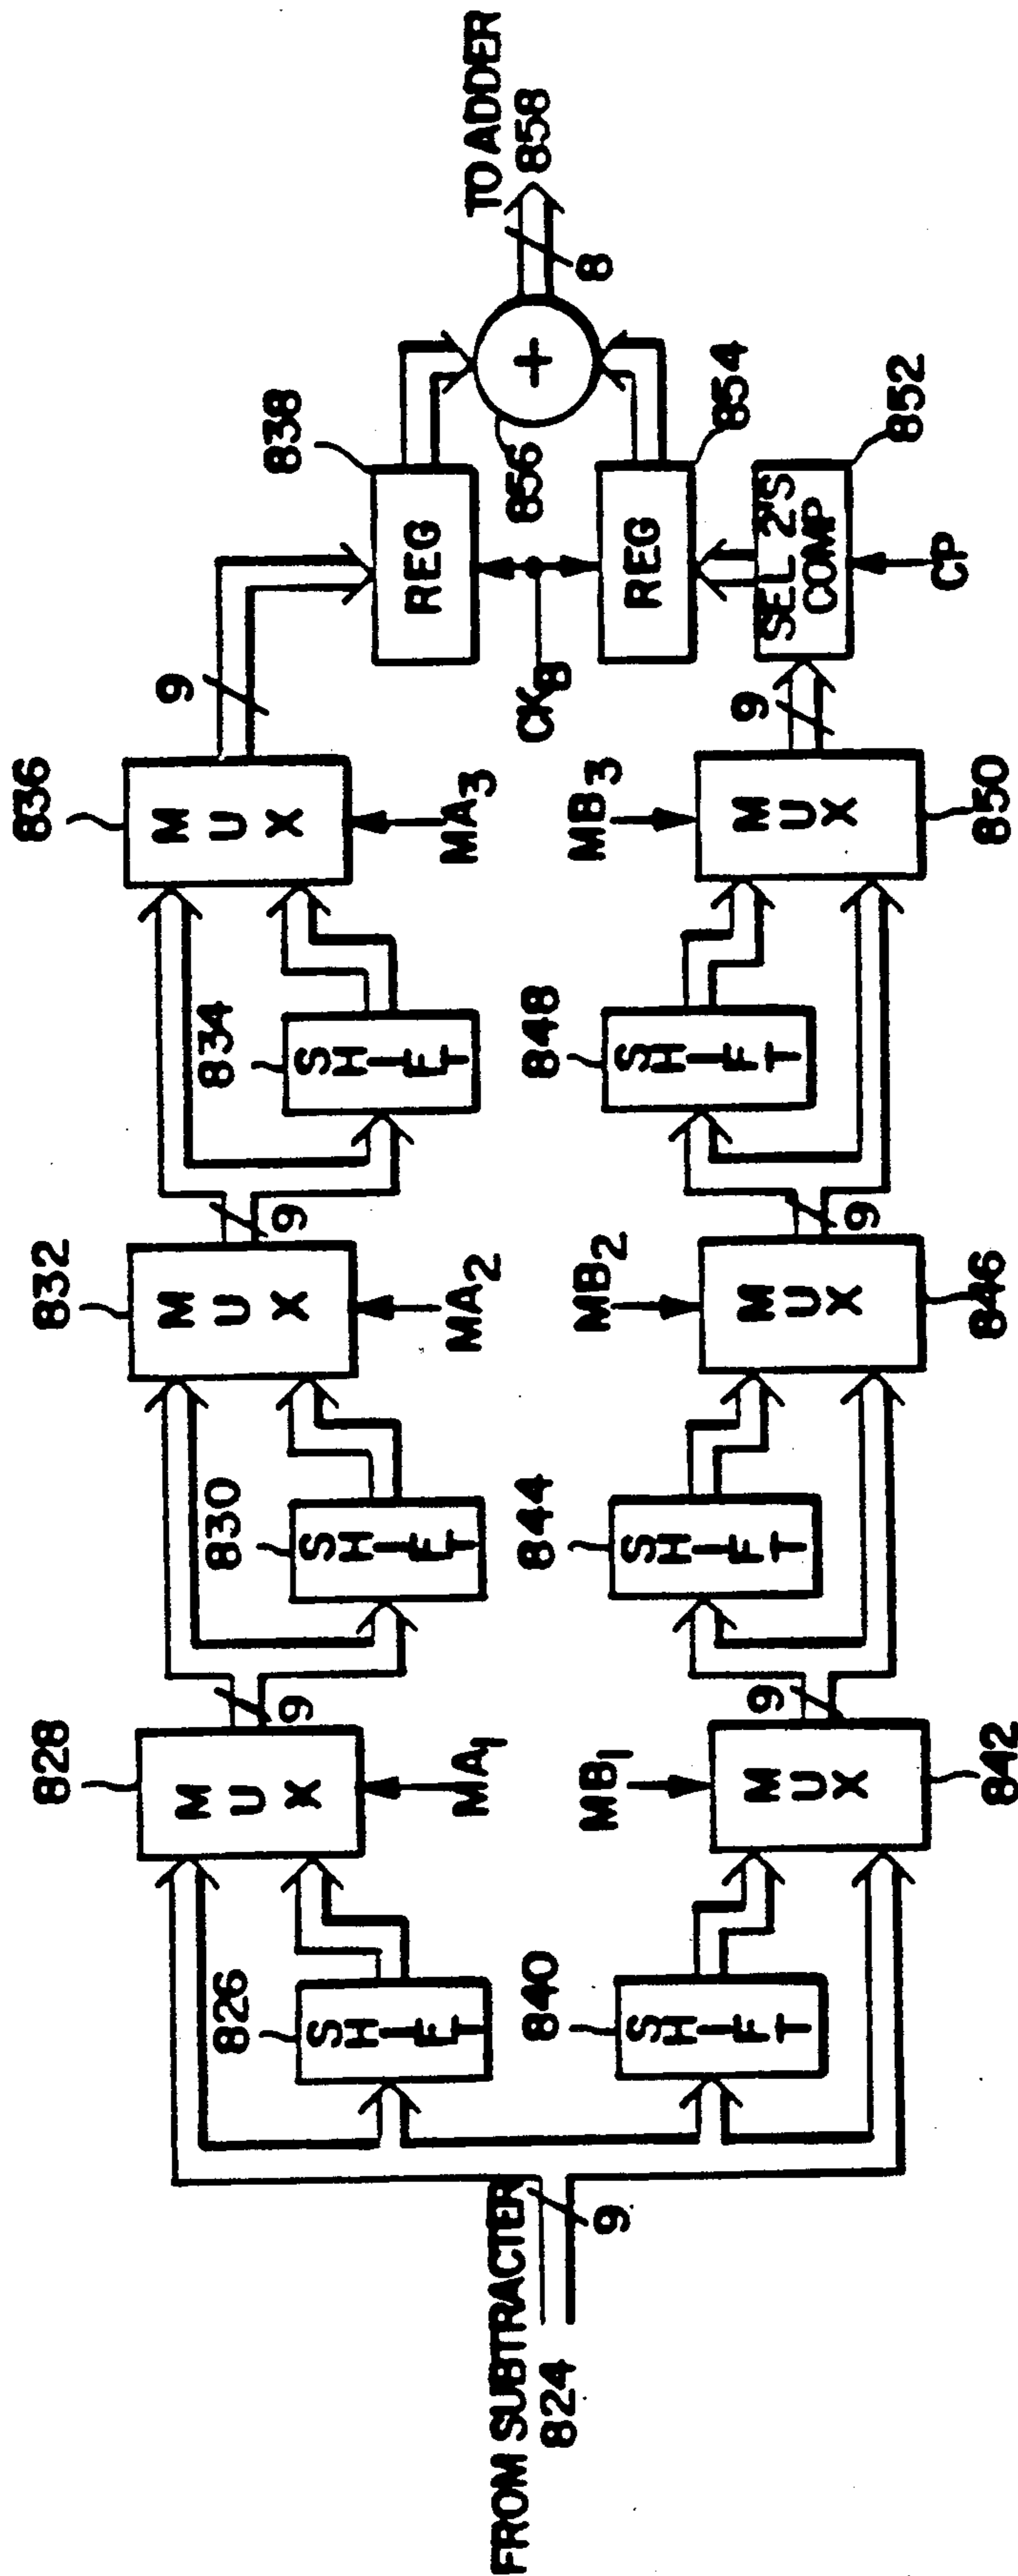 FROM SUBTRACTER
824
9
826
SHIFT
828
MUX
MA1
9
830
SHIFT
832
MUX
MA2
9
834
SHIFT
836
MUX
MA3
9
838
REG
CKB
840
SHIFT
842
MUX
MB1
9
844
SHIFT
846
MUX
MB2
9
848
SHIFT
850
MUX
MB3
9
SEL 2'S
COMP
852
CP
REG
854
856
+
8
TO ADDER
858